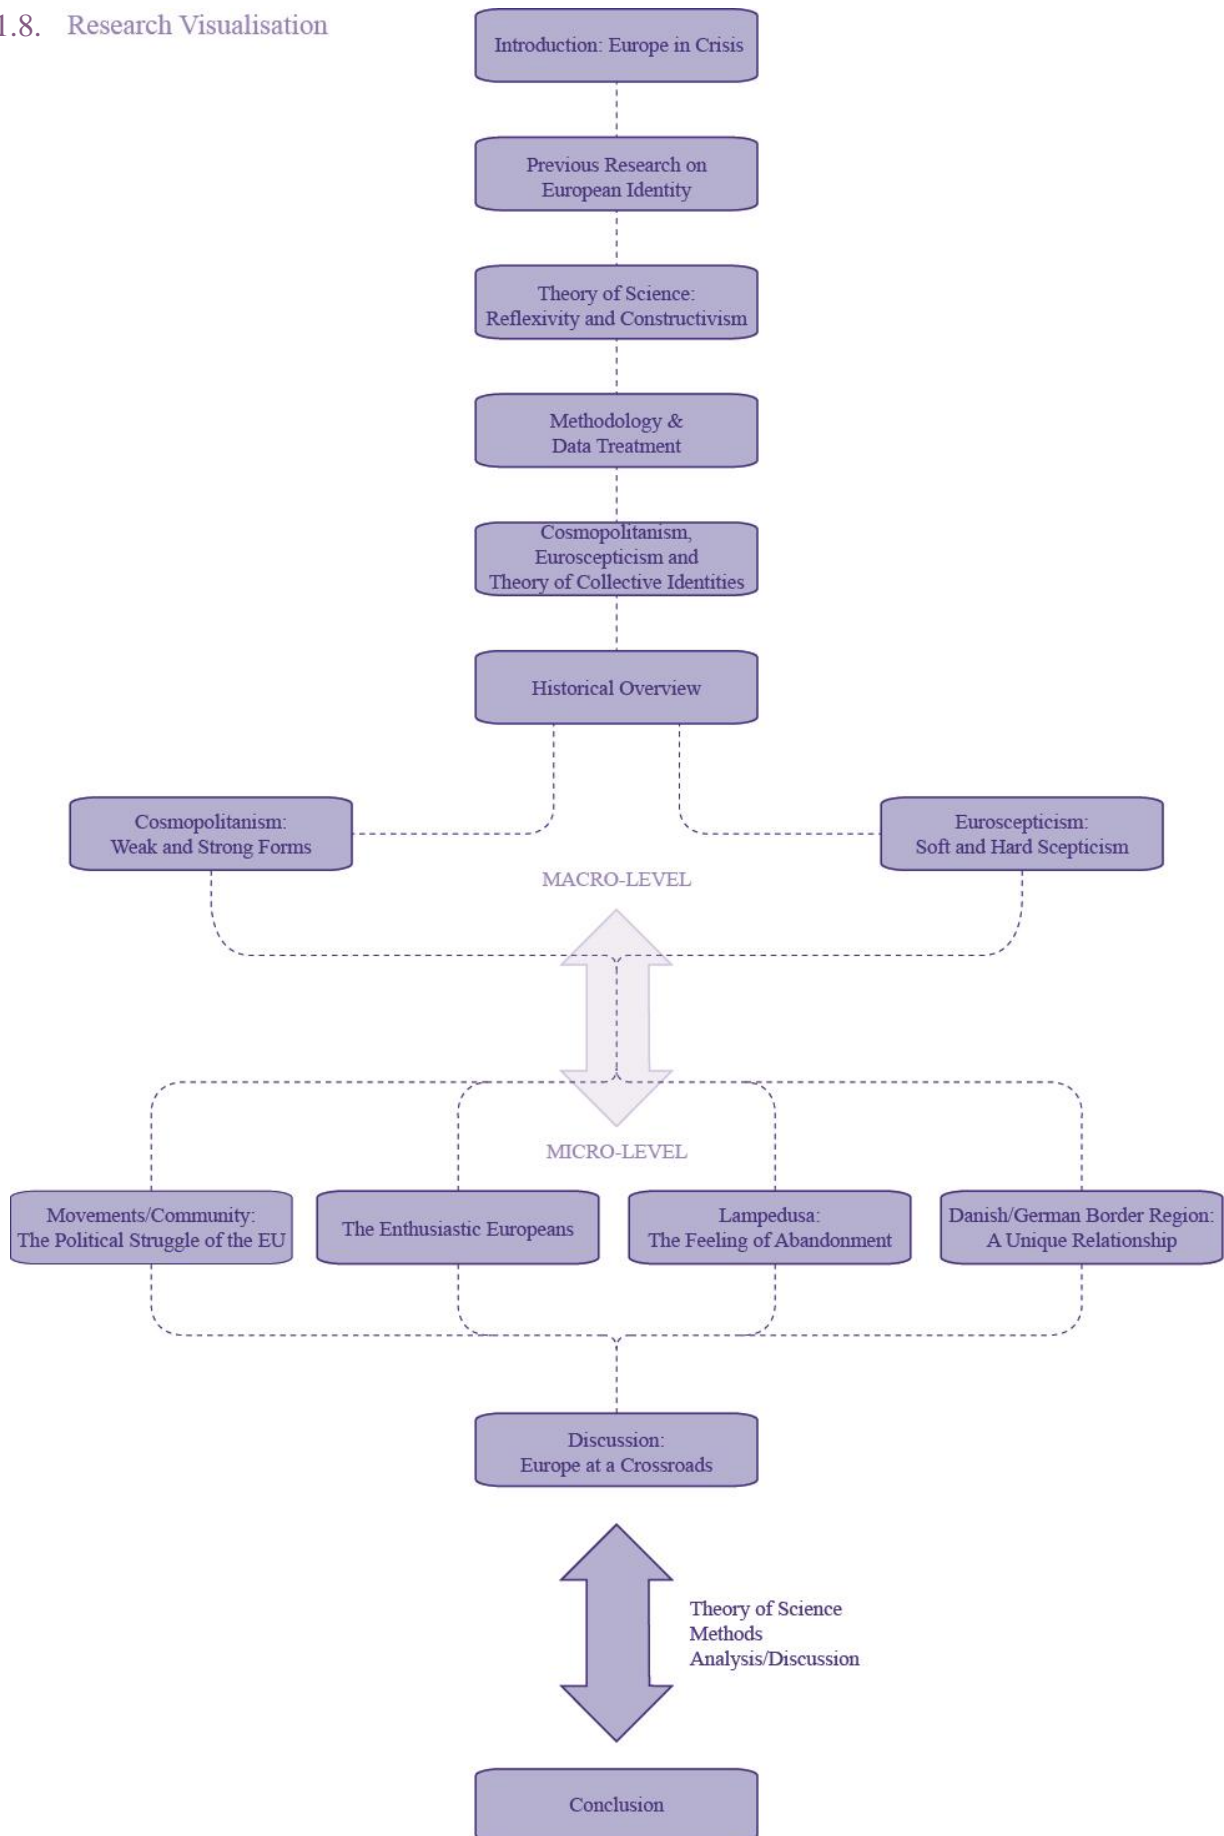 1.8. Research Visualisation
Introduction: Europe in Crisis
Previous Research on
European Identity
Theory of Science:
Reflexivity and Constructivism
Methodology &
Data Treatment
Cosmopolitanism,
Euroscepticism and
Theory of Collective Identities
Historical Overview
Cosmopolitanism:
Weak and Strong Forms
Euroscepticism:
Soft and Hard Scepticism
MACRO-LEVEL
MICRO-LEVEL
Movements/Community:
The Political Struggle of the EU
The Enthusiastic Europeans
Lampedusa:
The Feeling of Abandonment
Danish/German Border Region:
A Unique Relationship
Discussion:
Europe at a Crossroads
Theory of Science
Methods
Analysis/Discussion
Conclusion